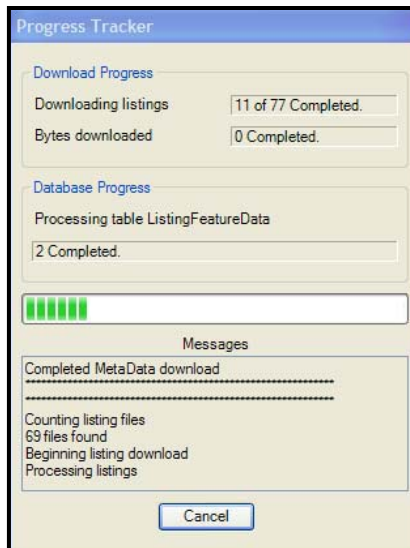 Progress Tracker
Download Progress
Downloading listings 11 of 77 Completed.
Bytes downloaded 0 Completed.
Database Progress
Processing table ListingFeatureData
2 Completed.
Messages
Completed MetaData download
************************************************************
************************************************************
Counting listing files
69 files found
Beginning listing download
Processing listings
Cancel